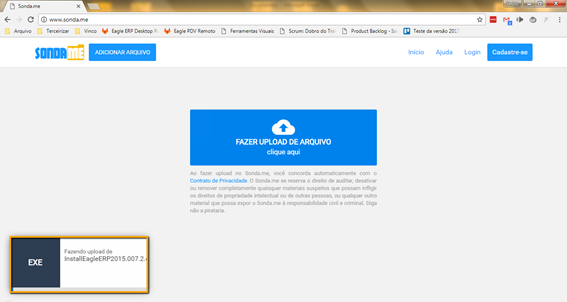 Sonda.me
www.sonda.me
Arquivo Terceirizar Vinco Eagle ERP Desktop Eagle PDV Remoto Ferramentas Visuais Scrum: Dobro do Product Backlog - Teste da versão
SONDA ME ADICIONAR ARQUIVO Início Ajuda Login Cadastre-se
FAZER UPLOAD DE ARQUIVO
clique aqui
Ao fazer upload no Sonda.me, você concorda automaticamente com o
Contrato de Privacidade. O Sonda.me se reserva o direito de auditar, desativar
ou remover completamente quaisquer materiais suspeitos que possam infligir
os direitos de propriedade intelectual ou de outras pessoas, ou qualquer outro
material que possa expor o Sonda.me à responsabilidade civil e criminal. Diga
não a pirataria.
Fazendo upload de
EXE InstallEagleERP2015.007.2.